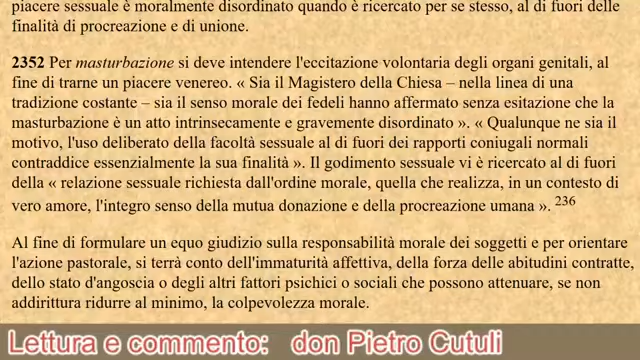 piacere sessuale è moralmente disordinato quando è ricercato per se stesso, al di fuori delle
finalità di procreazione e di unione.
2352 Per masturbazione si deve intendere l'eccitazione volontaria degli organi genitali, al
fine di trarne un piacere venereo. « Sia il Magistero della Chiesa – nella linea di una
tradizione costante – sia il senso morale dei fedeli hanno affermato senza esitazione che la
masturbazione è un atto intrinsecamente e gravemente disordinato ». « Qualunque ne sia il
motivo, l'uso deliberato della facoltà sessuale al di fuori dei rapporti coniugali normali
contraddice essenzialmente la sua finalità ». Il godimento sessuale vi è ricercato al di fuori
della « relazione sessuale richiesta dall'ordine morale, quella che realizza, in un contesto di
vero amore, l'integro senso della mutua donazione e della procreazione umana ». 236
Al fine di formulare un equo giudizio sulla responsabilità morale dei soggetti e per orientare
l'azione pastorale, si terrà conto dell'immaturità affettiva, della forza delle abitudini contratte,
dello stato d'angoscia o degli altri fattori psichici o sociali che possono attenuare, se non
addirittura ridurre al minimo, la colpevolezza morale.
Lettura e commento: don Pietro Cutuli